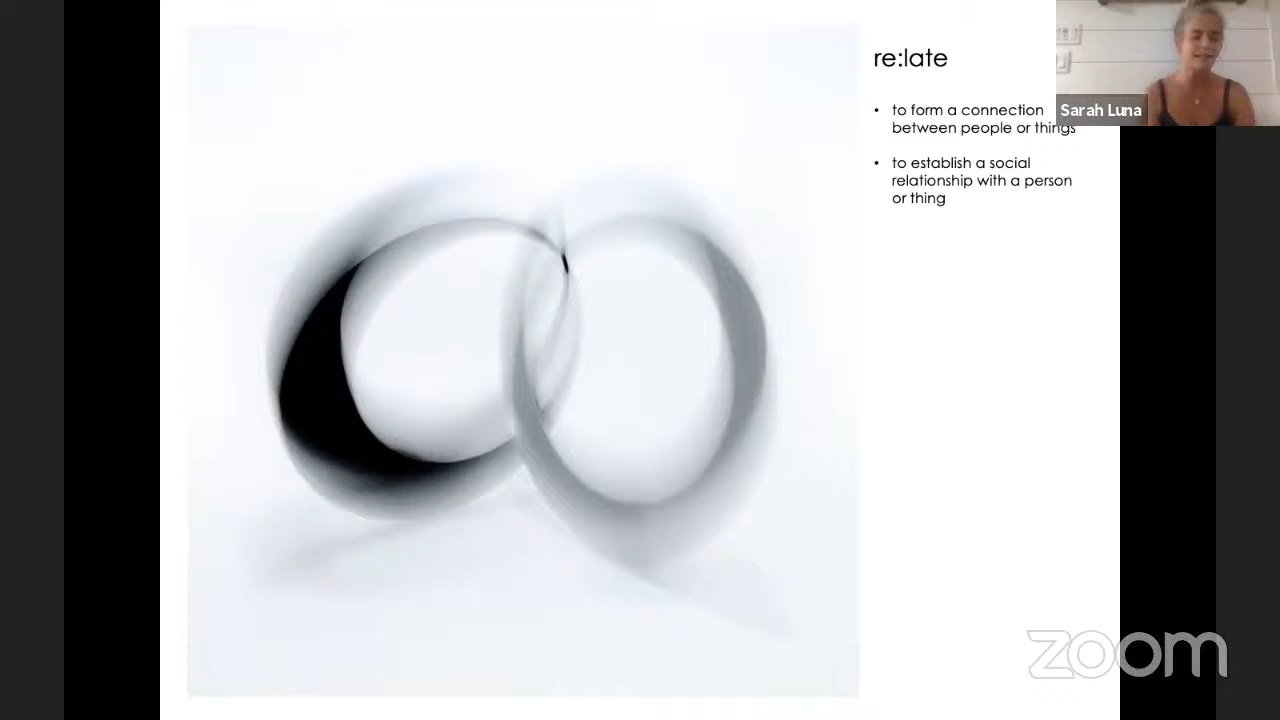 re:late
• to form a connection
between people or things
• to establish a social
relationship with a person
or thing
Sarah Luna
zoom